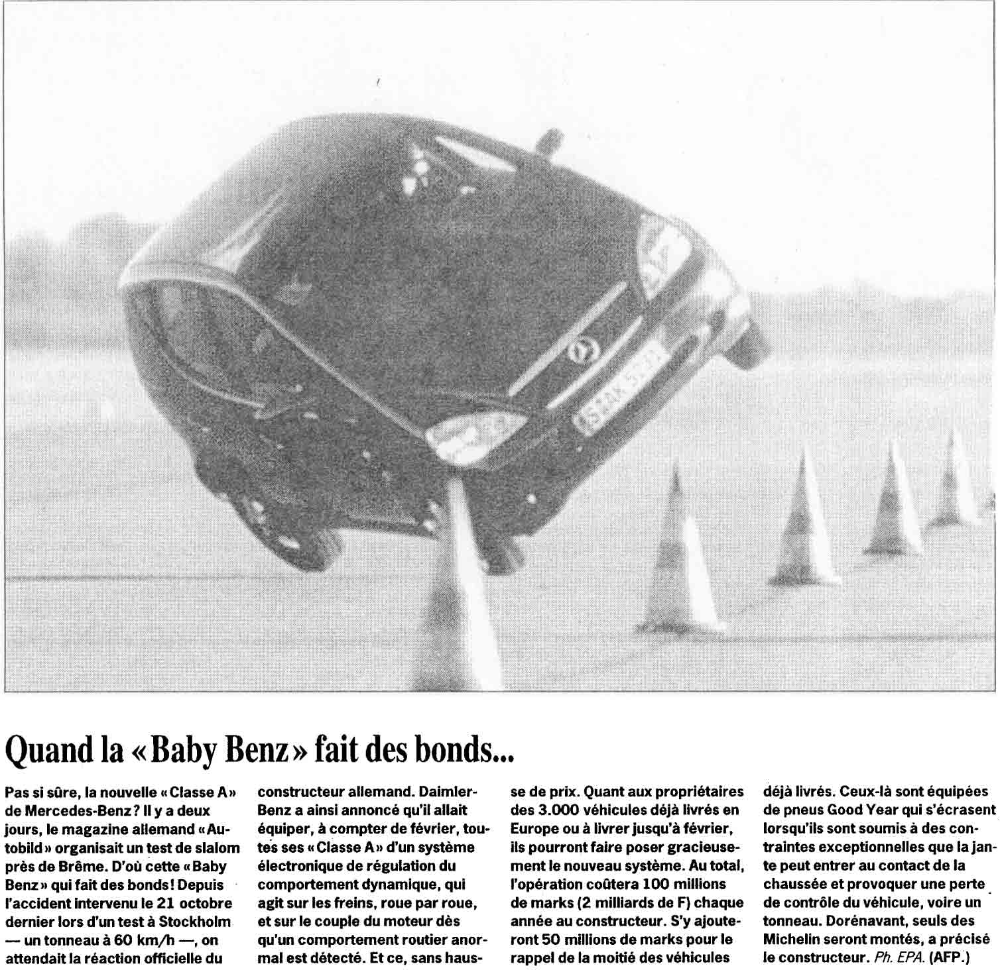 Quand la « Baby Benz » fait des bonds...
Pas si sûre, la nouvelle « Classe A »
de Mercedes-Benz ? Il y a deux
jours, le magazine allemand « Au-
tobild » organisait un test de slalom
près de Brême. D'où cette « Baby
Benz » qui fait des bonds ! Depuis
l'accident intervenu le 21 octobre
dernier lors d'un test à Stockholm
— un tonneau à 60 km/h —, on
attendait la réaction officielle du
constructeur allemand. Daimler-
Benz a ainsi annoncé qu'il allait
équiper, à compter de février, tou-
tes ses « Classe A » d'un système
électronique de régulation du
comportement dynamique, qui
agit sur les freins, roue par roue,
et sur le couple du moteur dès
qu'un comportement routier anor-
mal est détecté. Et ce, sans haus-
se de prix. Quant aux propriétaires
des 3.000 véhicules déjà livrés en
Europe ou à livrer jusqu'à février,
ils pourront faire poser gracieuse-
ment le nouveau système. Au total,
l'opération coûtera 100 millions
de marks (2 milliards de F) chaque
année au constructeur. S'y ajoute-
ront 50 millions de marks pour le
rappel de la moitié des véhicules
déjà livrés. Ceux-là sont équipées
de pneus Good Year qui s'écrasent
lorsqu'ils sont soumis à des con-
traintes exceptionnelles que la jan-
te peut entrer au contact de la
chaussée et provoquer une perte
de contrôle du véhicule, voire un
tonneau. Dorénavant, seuls des
Michelin seront montés, a précisé
le constructeur. Ph. EPA. (AFP.)